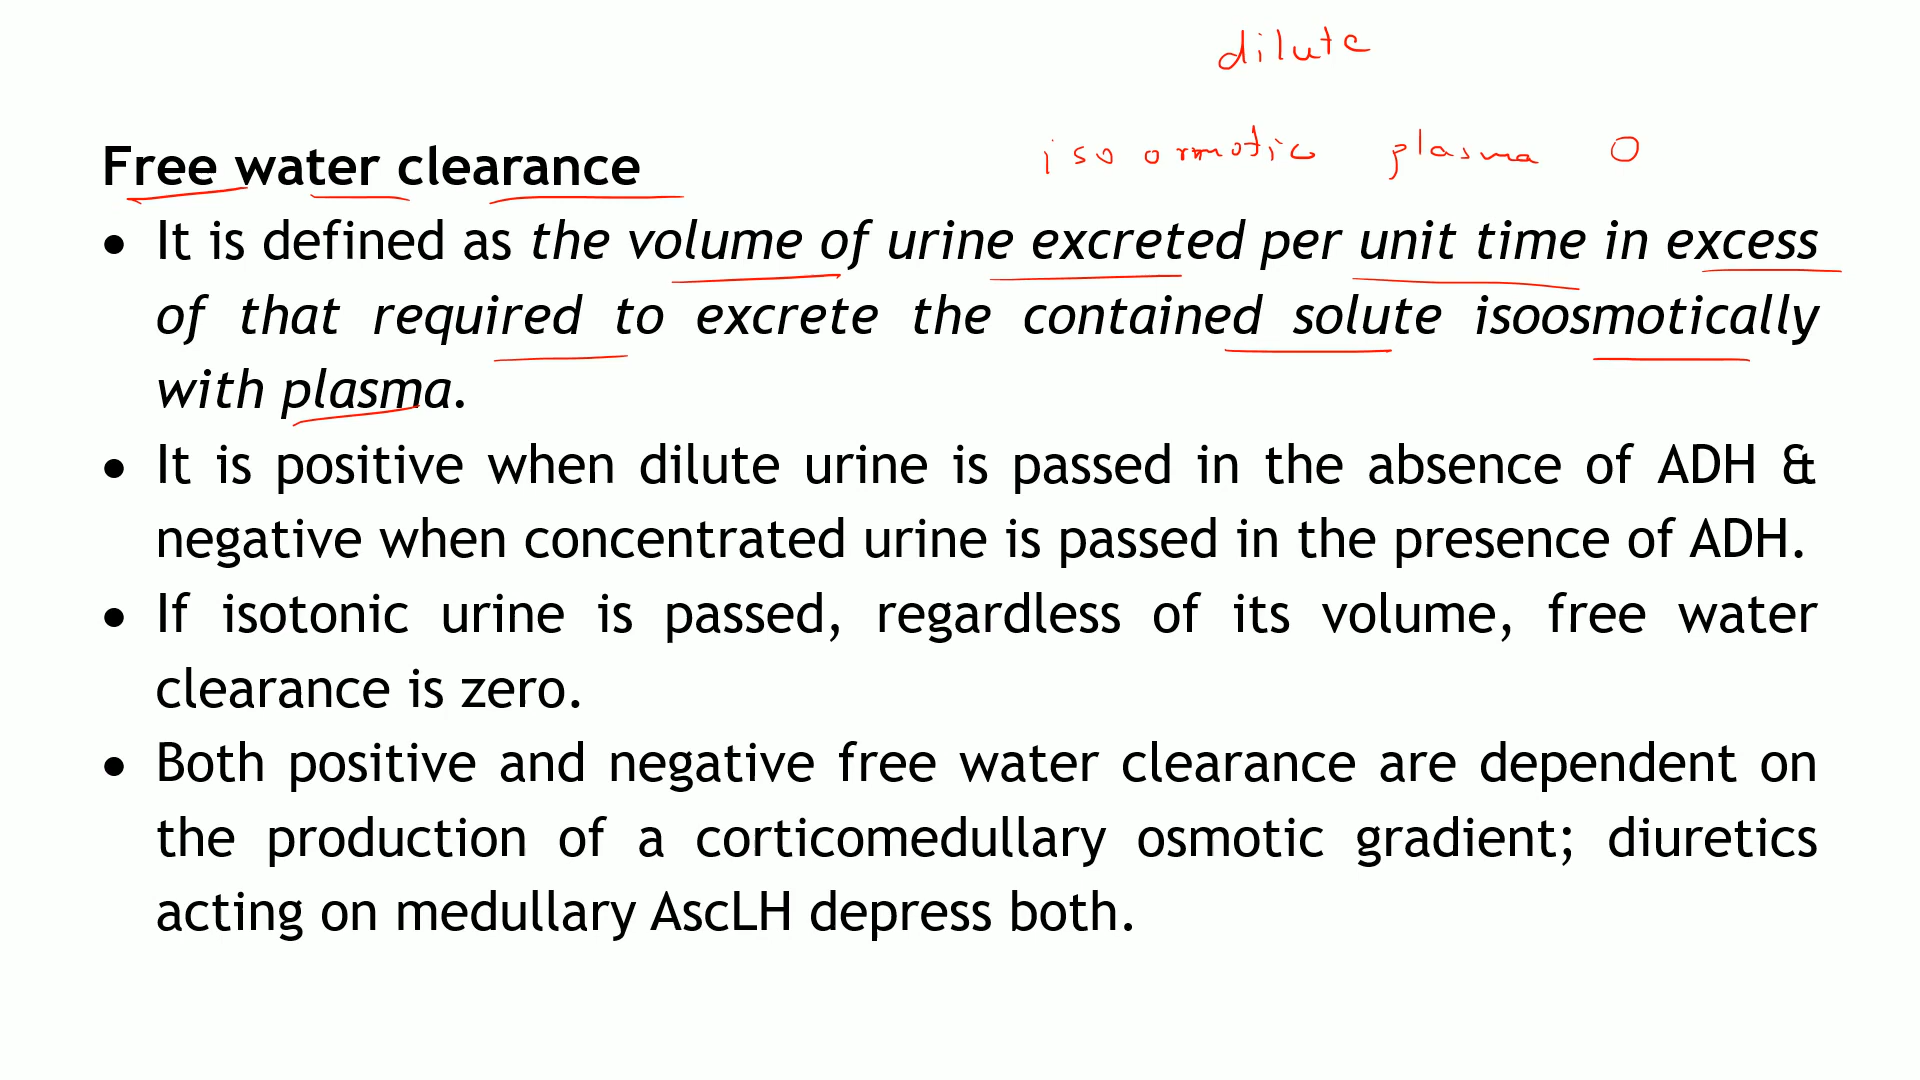 dilute
iso osmotic plasma 0
Free water clearance
• It is defined as the volume of urine excreted per unit time in excess
of that required to excrete the contained solute isoosmotically
with plasma.
• It is positive when dilute urine is passed in the absence of ADH &
negative when concentrated urine is passed in the presence of ADH.
• If isotonic urine is passed, regardless of its volume, free water
clearance is zero.
• Both positive and negative free water clearance are dependent on
the production of a corticomedullary osmotic gradient; diuretics
acting on medullary AscLH depress both.